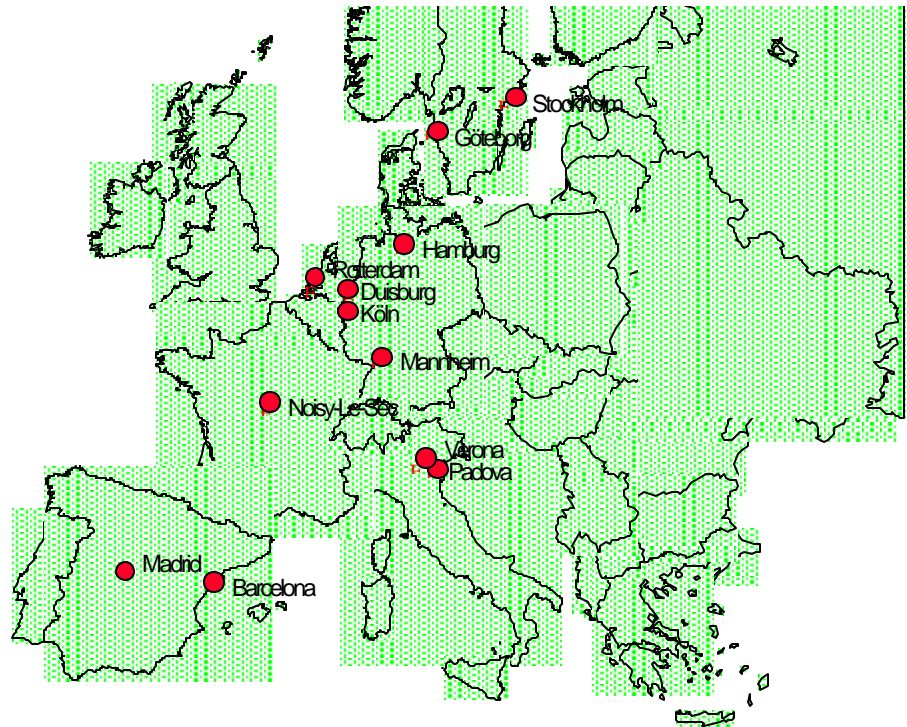 Stockholm
Göteborg
Hamburg
Rotterdam
Duisburg
Köln
Mannheim
Noisy-Le-Sec
Verona
Padova
Madrid
Barcelona